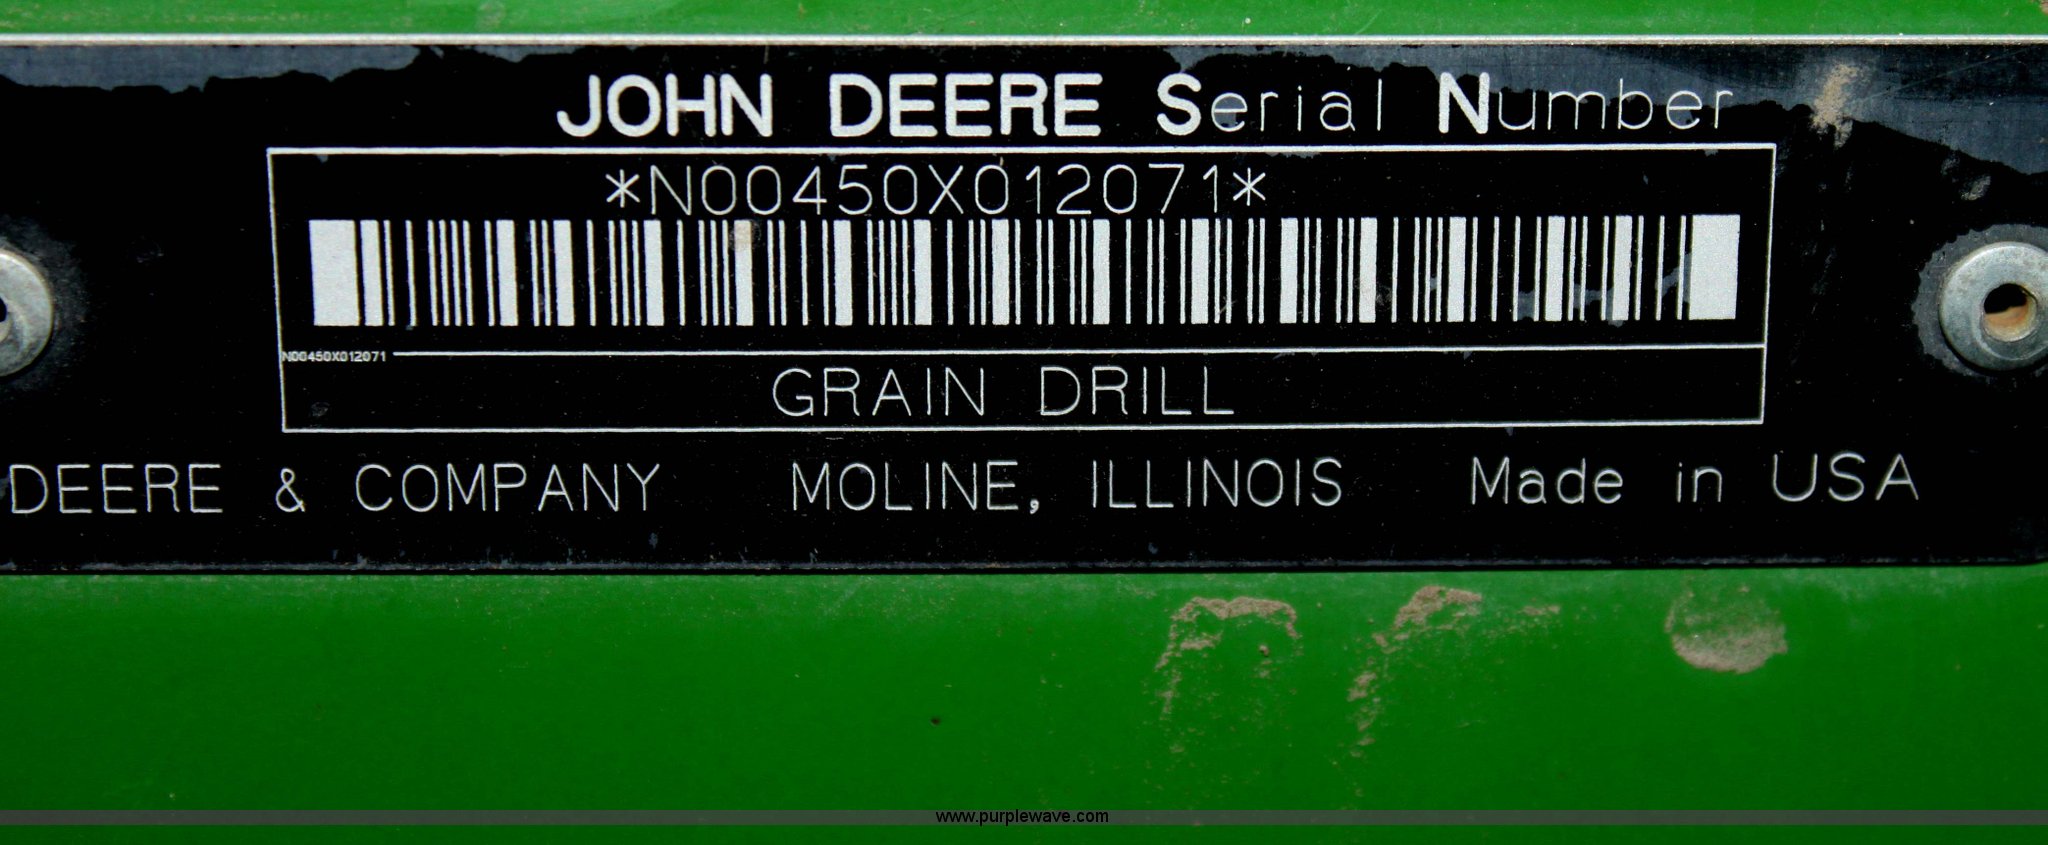 JOHN DEERE Serial Number
*N00450X012071*
N00450X012071
GRAIN DRILL
DEERE & COMPANY MOLINE, ILLINOIS Made in USA
www.purplewave.com